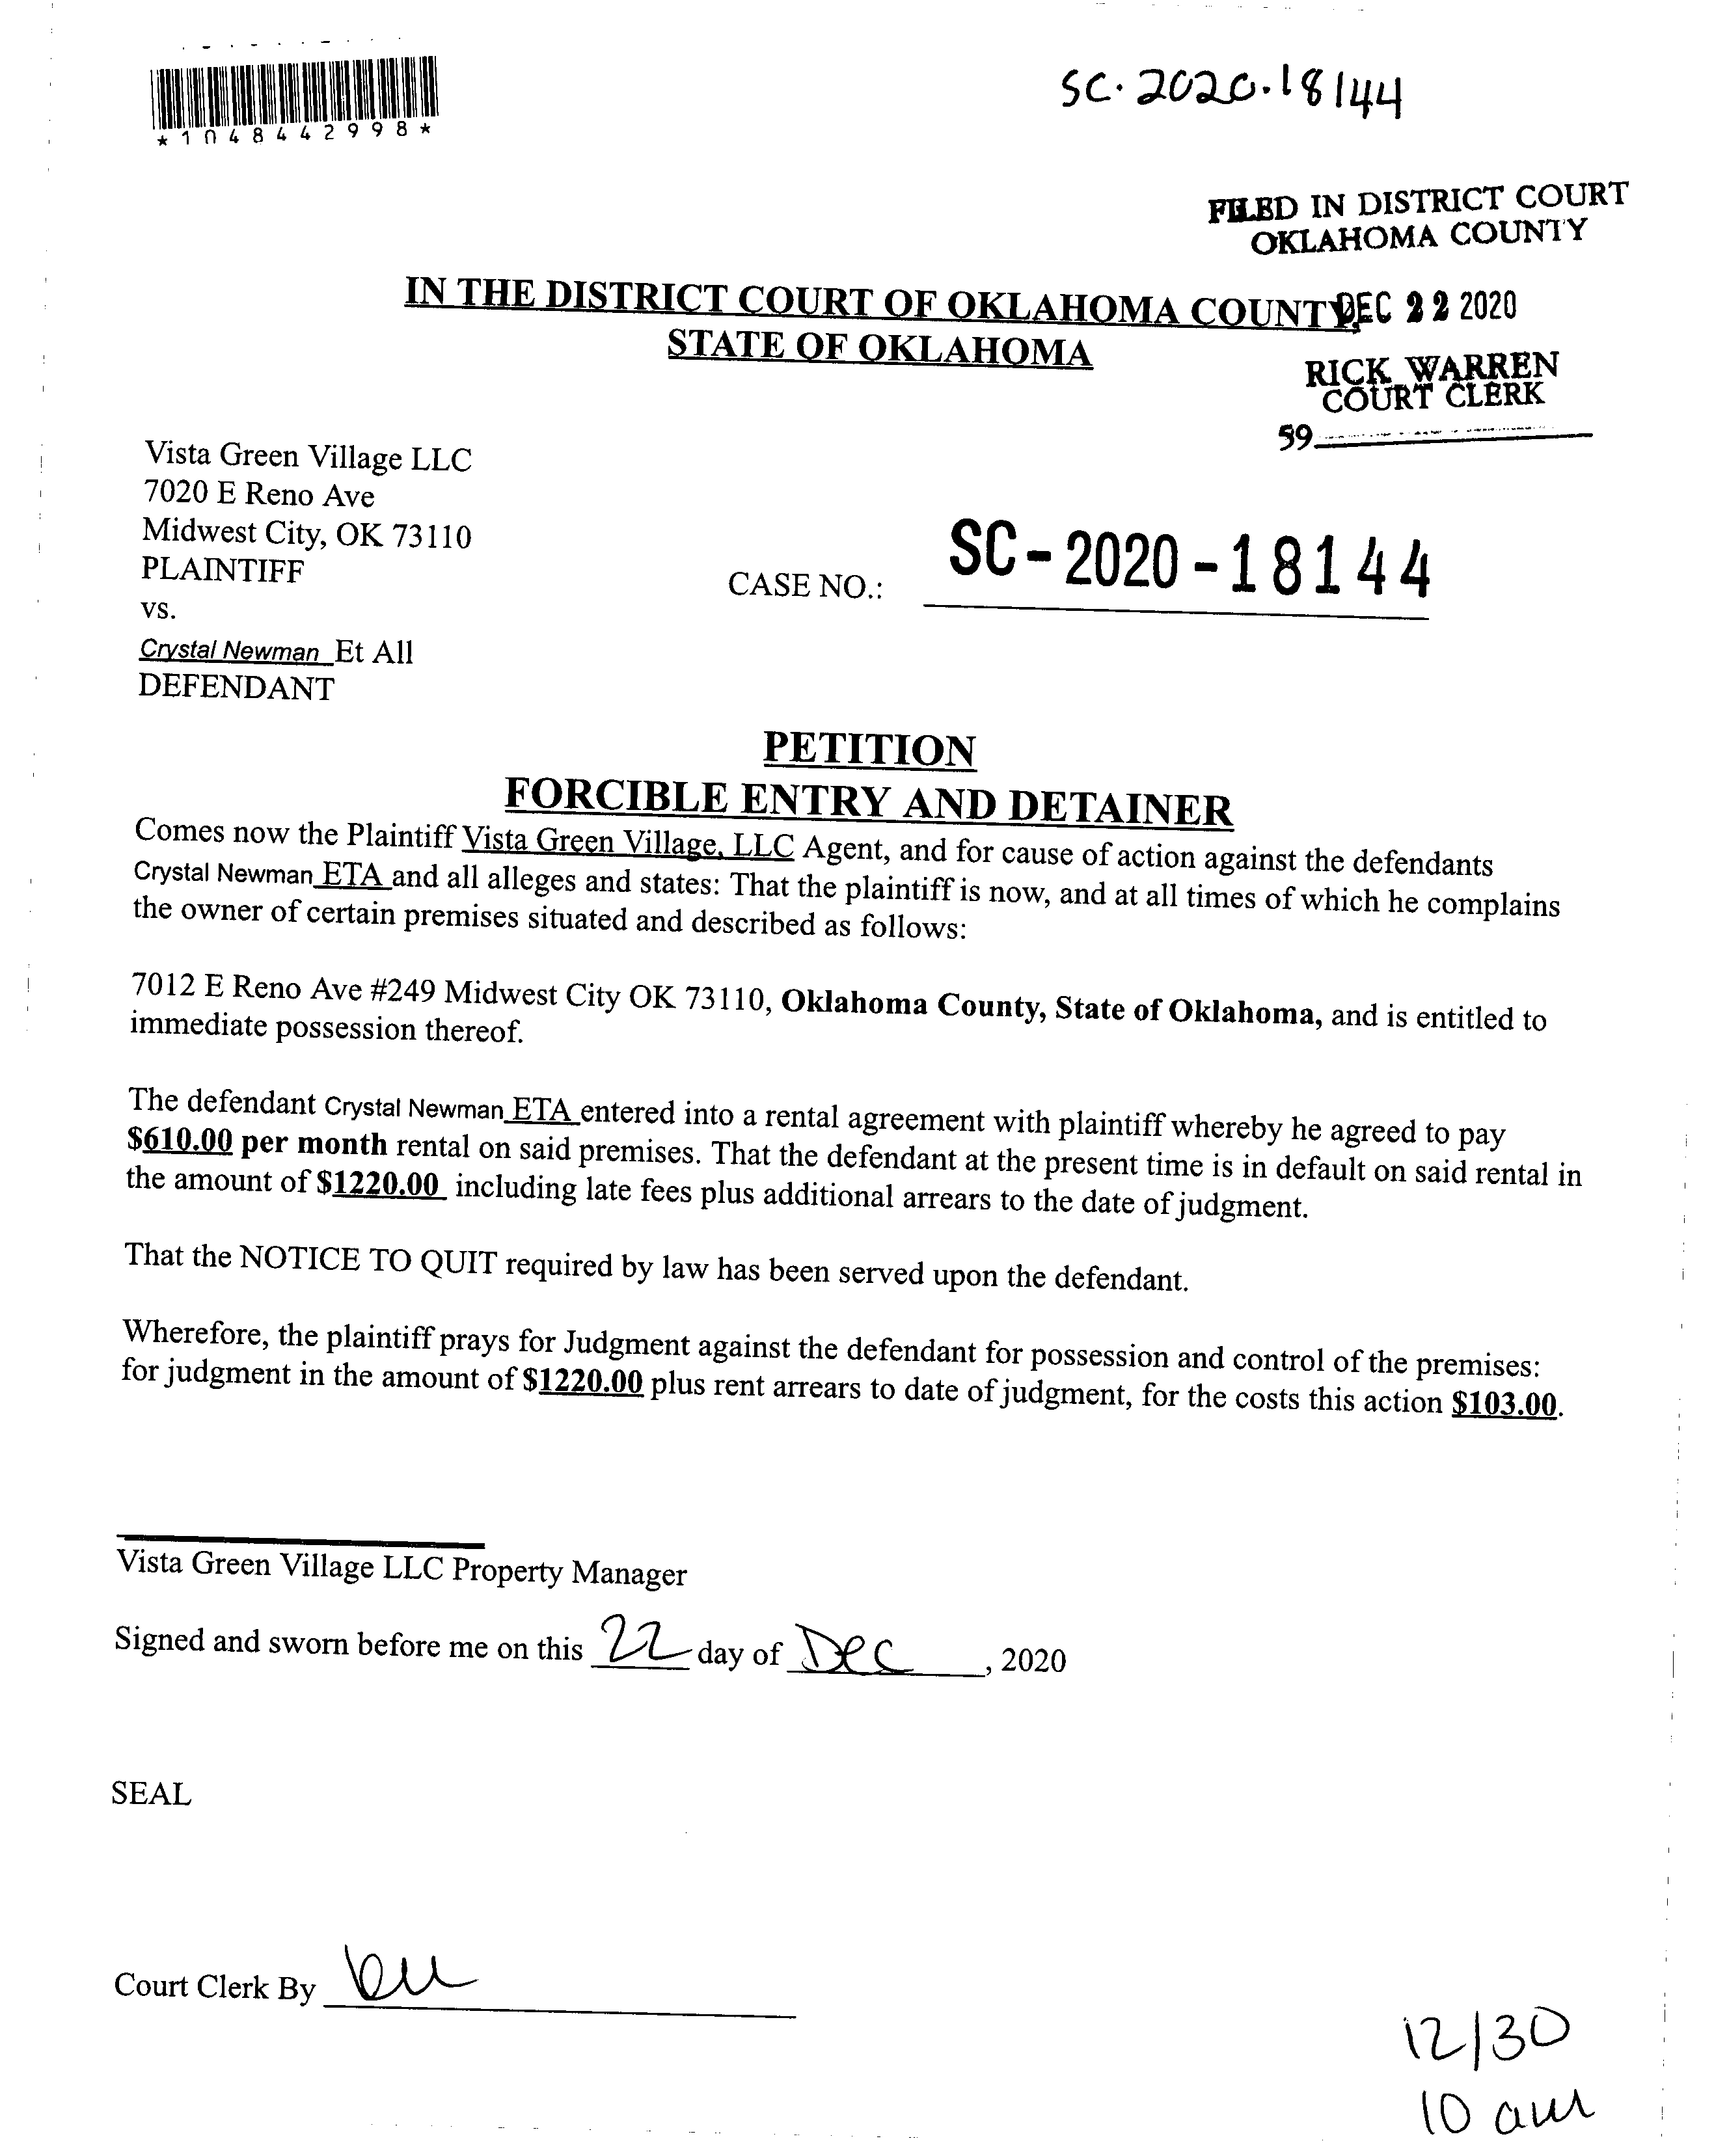 SC.2020.18144
*1048442998*
FILED IN DISTRICT COURT
OKLAHOMA COUNTY
IN THE DISTRICT COURT OF OKLAHOMA COUNTY,
DEC 22 2020
STATE OF OKLAHOMA
RICK WARREN
COURT CLERK
59
Vista Green Village LLC
7020 E Reno Ave
Midwest City, OK 73110
PLAINTIFF
CASE NO.: SC-2020-18144
vs.
Crystal Newman Et All
DEFENDANT
PETITION
FORCIBLE ENTRY AND DETAINER
Comes now the Plaintiff Vista Green Village, LLC Agent, and for cause of action against the defendants
Crystal Newman ETA and all alleges and states: That the plaintiff is now, and at all times of which he complains
the owner of certain premises situated and described as follows:
7012 E Reno Ave #249 Midwest City OK 73110, Oklahoma County, State of Oklahoma, and is entitled to
immediate possession thereof.
The defendant Crystal Newman ETA entered into a rental agreement with plaintiff whereby he agreed to pay
$610.00 per month rental on said premises. That the defendant at the present time is in default on said rental in
the amount of $1220.00 including late fees plus additional arrears to the date of judgment.
That the NOTICE TO QUIT required by law has been served upon the defendant.
Wherefore, the plaintiff prays for Judgment against the defendant for possession and control of the premises:
for judgment in the amount of $1220.00 plus rent arrears to date of judgment, for the costs this action $103.00.
Vista Green Village LLC Property Manager
Signed and sworn before me on this 22 day of Dec, 2020
SEAL
Court Clerk By
12/30
10 am